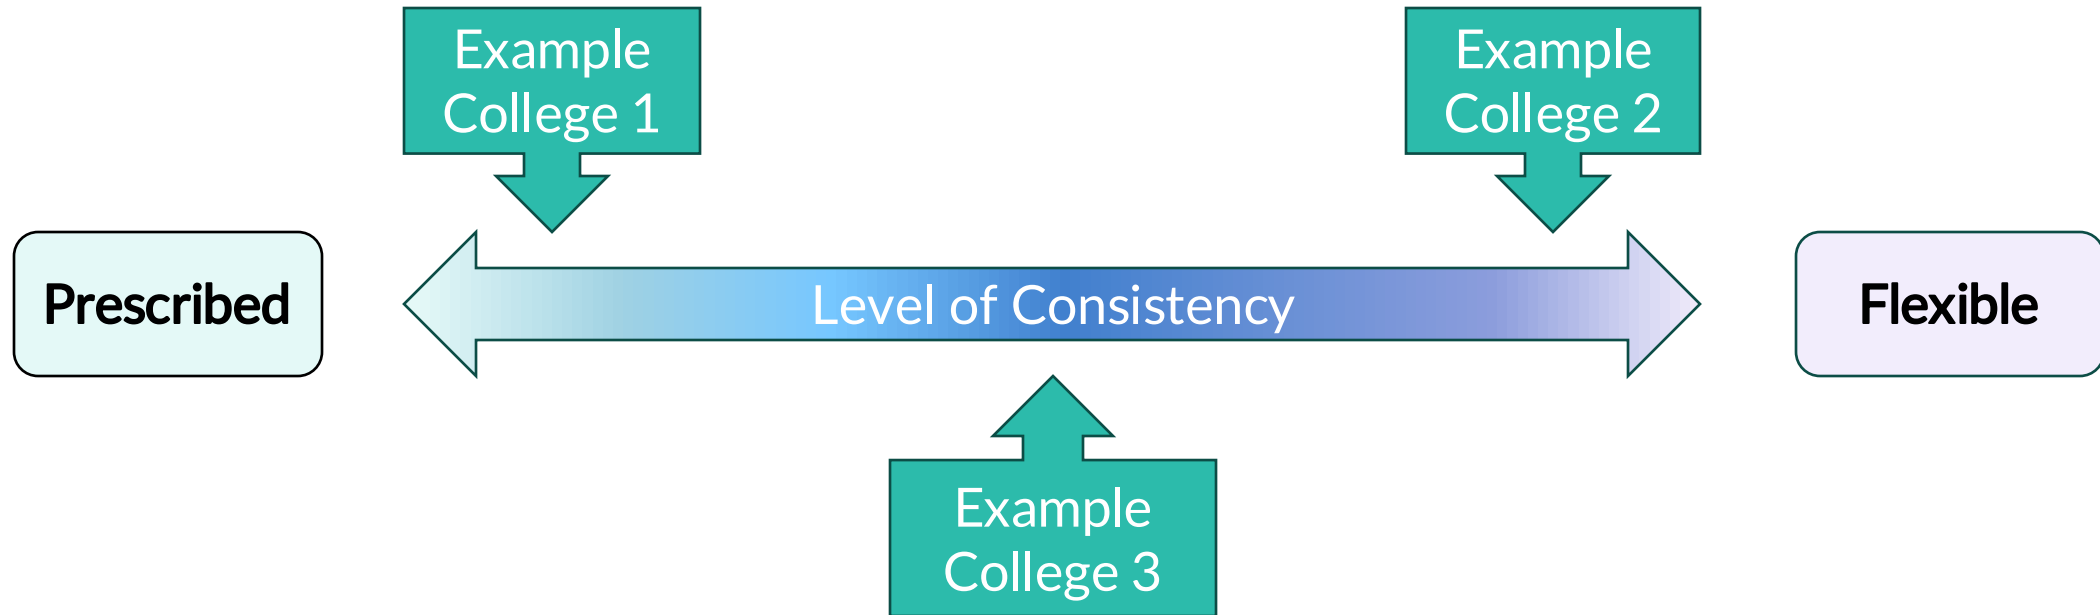 Example
College 1
Example
College 2
Prescribed
Level of Consistency
Flexible
Example
College 3